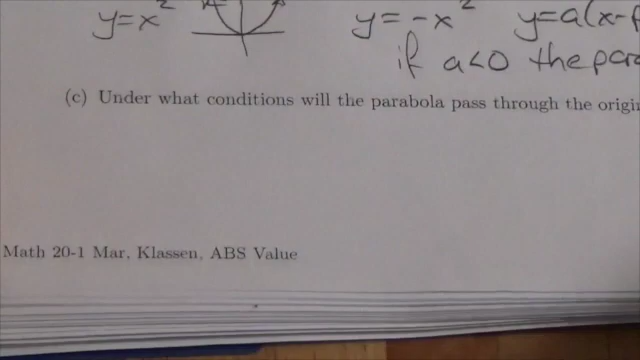 y=x² y=-x² y=a(x-
if a<0 the para
(c) Under what conditions will the parabola pass through the origin
Math 20-1 Mar, Klassen, ABS Value